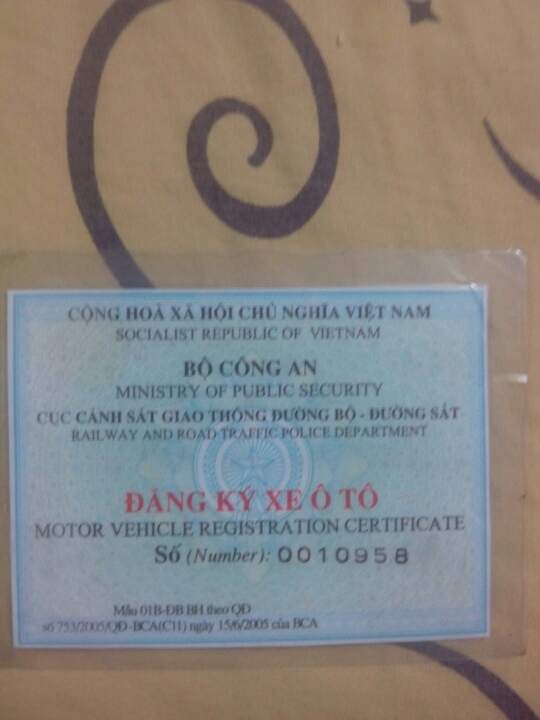 CỘNG HOÀ XÃ HỘI CHỦ NGHĨA VIỆT NAM
SOCIALIST REPUBLIC OF VIETNAM
BỘ CÔNG AN
MINISTRY OF PUBLIC SECURITY
CỤC CẢNH SÁT GIAO THÔNG ĐƯỜNG BỘ - ĐƯỜNG SẮT
RAILWAY AND ROAD TRAFFIC POLICE DEPARTMENT
ĐĂNG KÝ XE Ô TÔ
MOTOR VEHICLE REGISTRATION CERTIFICATE
Số (Number): 0010958
Mẫu 01B-ĐB BH theo QĐ
số 753/2005/QĐ-BCA(C11) ngày 15/6/2005 của BCA